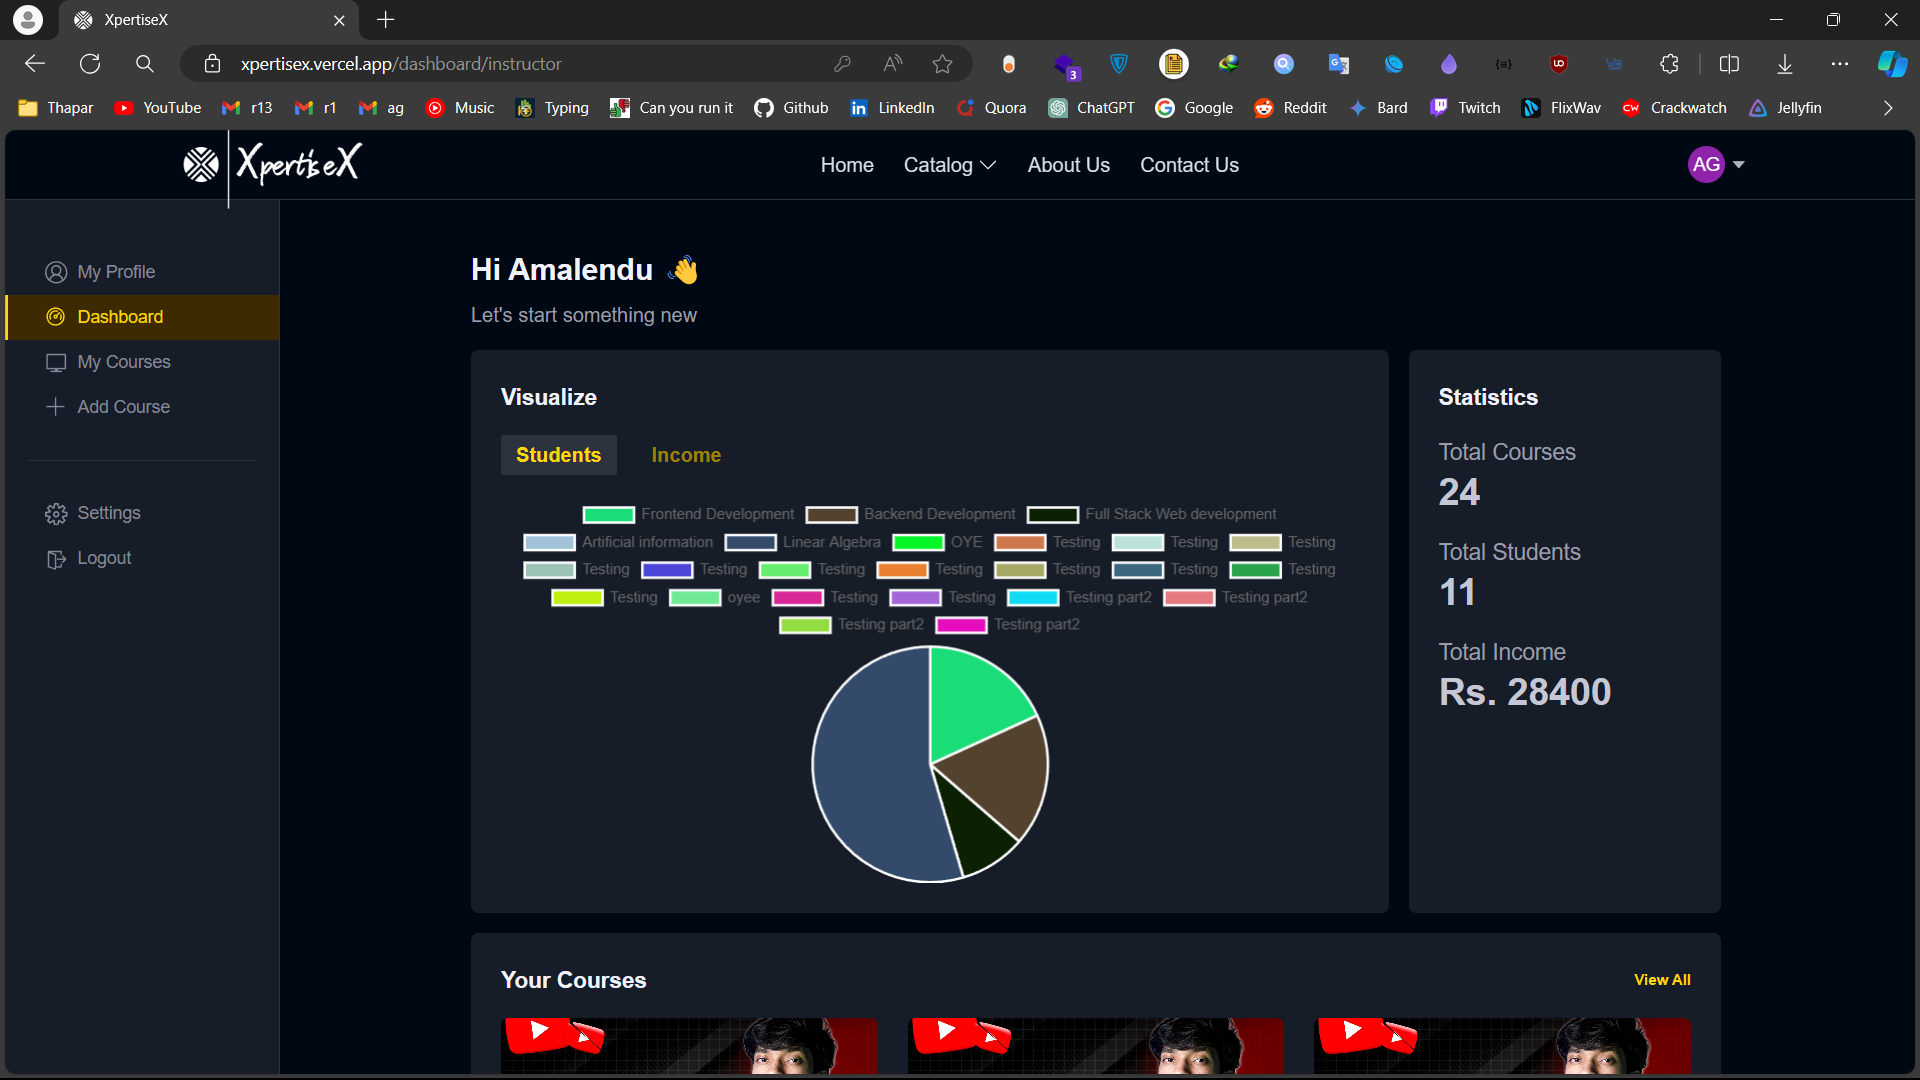 XpertiseX
xpertisex.vercel.app/dashboard/instructor
3
Thapar YouTube r13 r1 ag Music Typing Can you run it Github LinkedIn Quora ChatGPT Google Reddit Bard Twitch FlixWav Crackwatch Jellyfin
XpertiseX Home Catalog About Us Contact Us AG
My Profile
Dashboard
My Courses
Add Course
Settings
Logout
Hi Amalendu 👋
Let's start something new
Visualize
Students Income
Frontend Development Backend Development Full Stack Web development
Artificial information Linear Algebra OYE Testing Testing Testing
Testing Testing Testing Testing Testing Testing Testing
Testing oyee Testing Testing Testing part2 Testing part2
Testing part2 Testing part2
Statistics
Total Courses
24
Total Students
11
Total Income
Rs. 28400
Your Courses View All